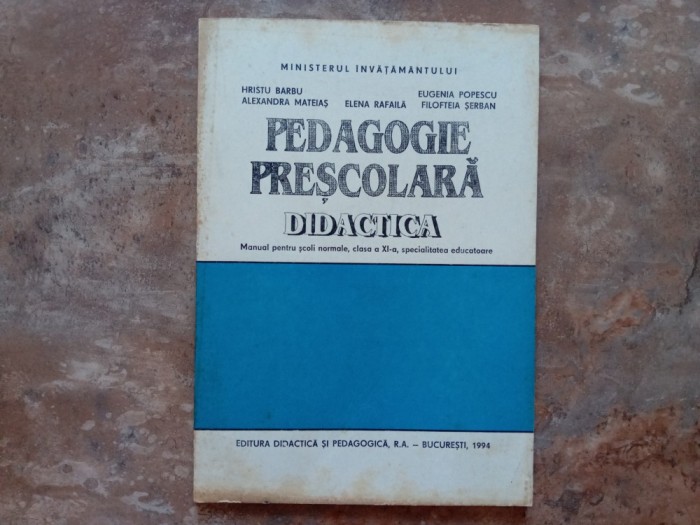 MINISTERUL ÎNVĂȚĂMÂNTULUI
HRISTU BARBU EUGENIA POPESCU
ALEXANDRA MATEIAȘ ELENA RAFAILĂ FILOFTEIA ȘERBAN
PEDAGOGIE
PREȘCOLARĂ
DIDACTICA
Manual pentru școli normale, clasa a XI-a, specialitatea educatoare
EDITURA DIDACTICĂ ȘI PEDAGOGICĂ, R.A. – BUCUREȘTI, 1994